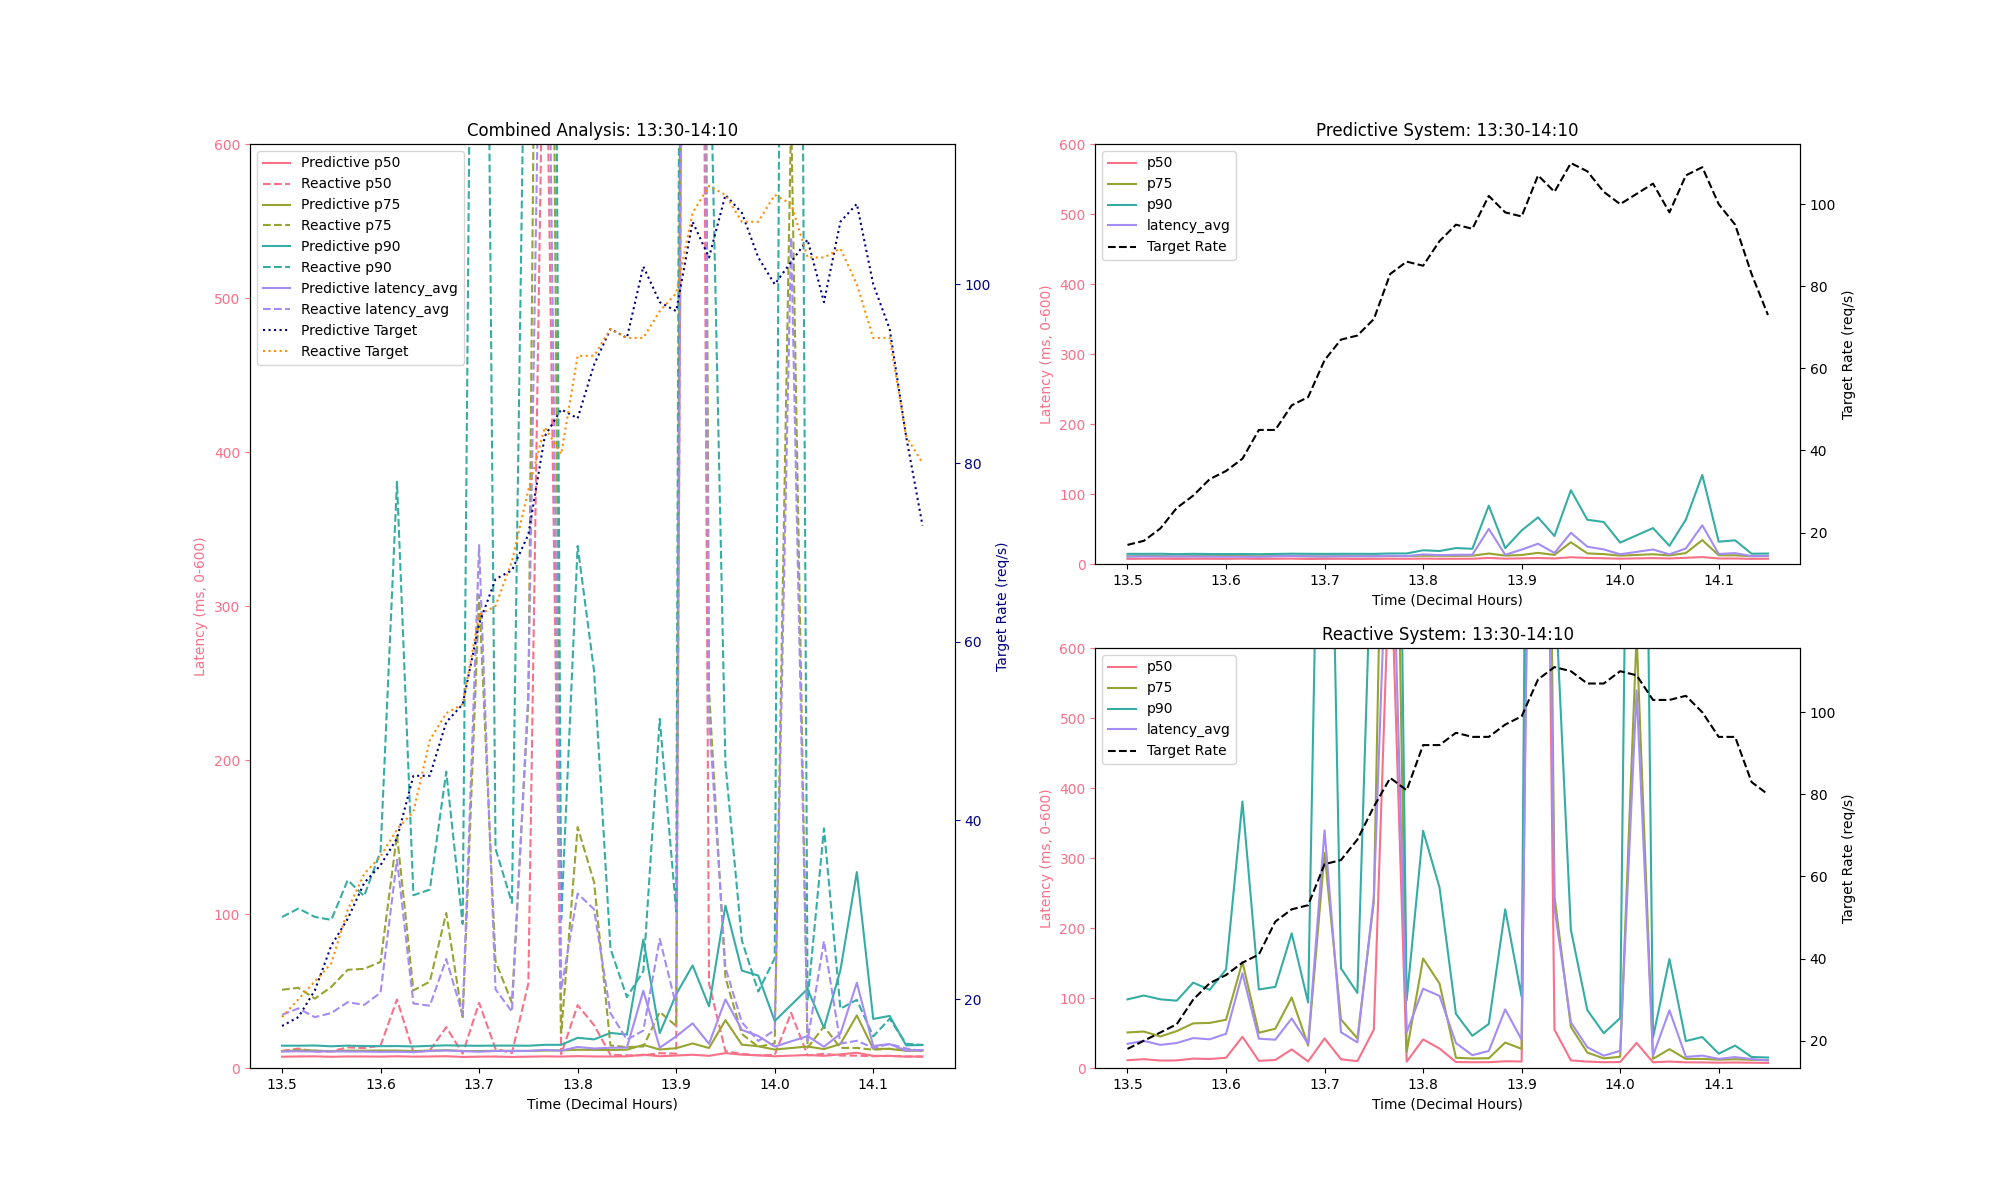 Combined Analysis: 13:30-14:10
600
500
400
300
200
100
0
Latency (ms, 0-600)
Predictive p50
Reactive p50
Predictive p75
Reactive p75
Predictive p90
Reactive p90
Predictive latency_avg
Reactive latency_avg
Predictive Target
Reactive Target
100
80
60
40
20
Target Rate (req/s)
13.5 13.6 13.7 13.8 13.9 14.0 14.1
Time (Decimal Hours)
Predictive System: 13:30-14:10
600
500
400
300
200
100
0
Latency (ms, 0-600)
p50
p75
p90
latency_avg
Target Rate
100
80
60
40
20
Target Rate (req/s)
13.5 13.6 13.7 13.8 13.9 14.0 14.1
Time (Decimal Hours)
Reactive System: 13:30-14:10
600
500
400
300
200
100
0
Latency (ms, 0-600)
p50
p75
p90
latency_avg
Target Rate
100
80
60
40
20
Target Rate (req/s)
13.5 13.6 13.7 13.8 13.9 14.0 14.1
Time (Decimal Hours)